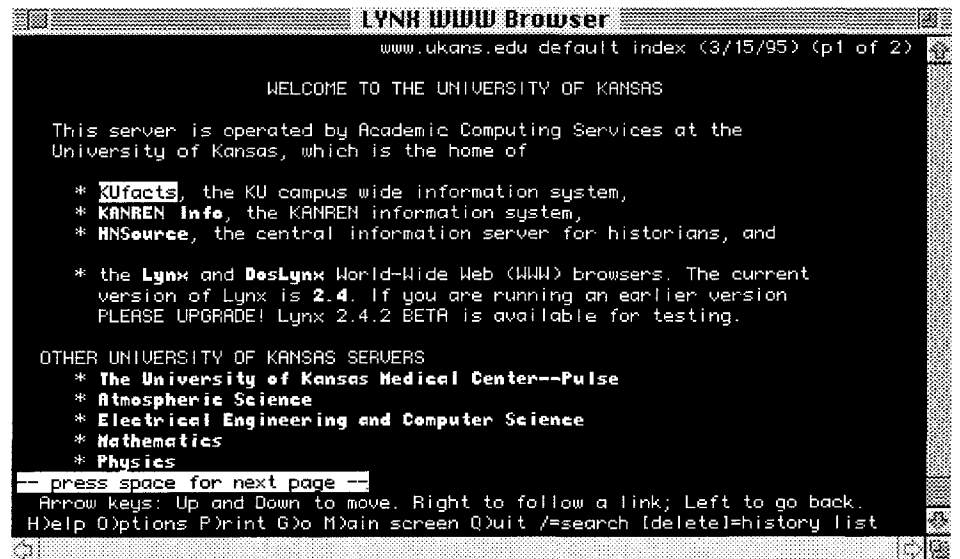 LYNX WWW Browser
www.ukans.edu default index (3/15/95) (p1 of 2)
WELCOME TO THE UNIVERSITY OF KANSAS
This server is operated by Academic Computing Services at the
University of Kansas, which is the home of
* KUfacts, the KU campus wide information system,
* KANREN Info, the KANREN information system,
* HNSource, the central information server for historians, and
* the Lynx and DosLynx World-Wide Web (WWW) browsers. The current
version of Lynx is 2.4. If you are running an earlier version
PLEASE UPGRADE! Lynx 2.4.2 BETA is available for testing.
OTHER UNIVERSITY OF KANSAS SERVERS
* The University of Kansas Medical Center--Pulse
* Atmospheric Science
* Electrical Engineering and Computer Science
* Mathematics
* Physics
-- press space for next page --
Arrow keys: Up and Down to move. Right to follow a link; Left to go back.
H)elp O)ptions P)rint G)o M)ain screen Q)uit /=search [delete]=history list